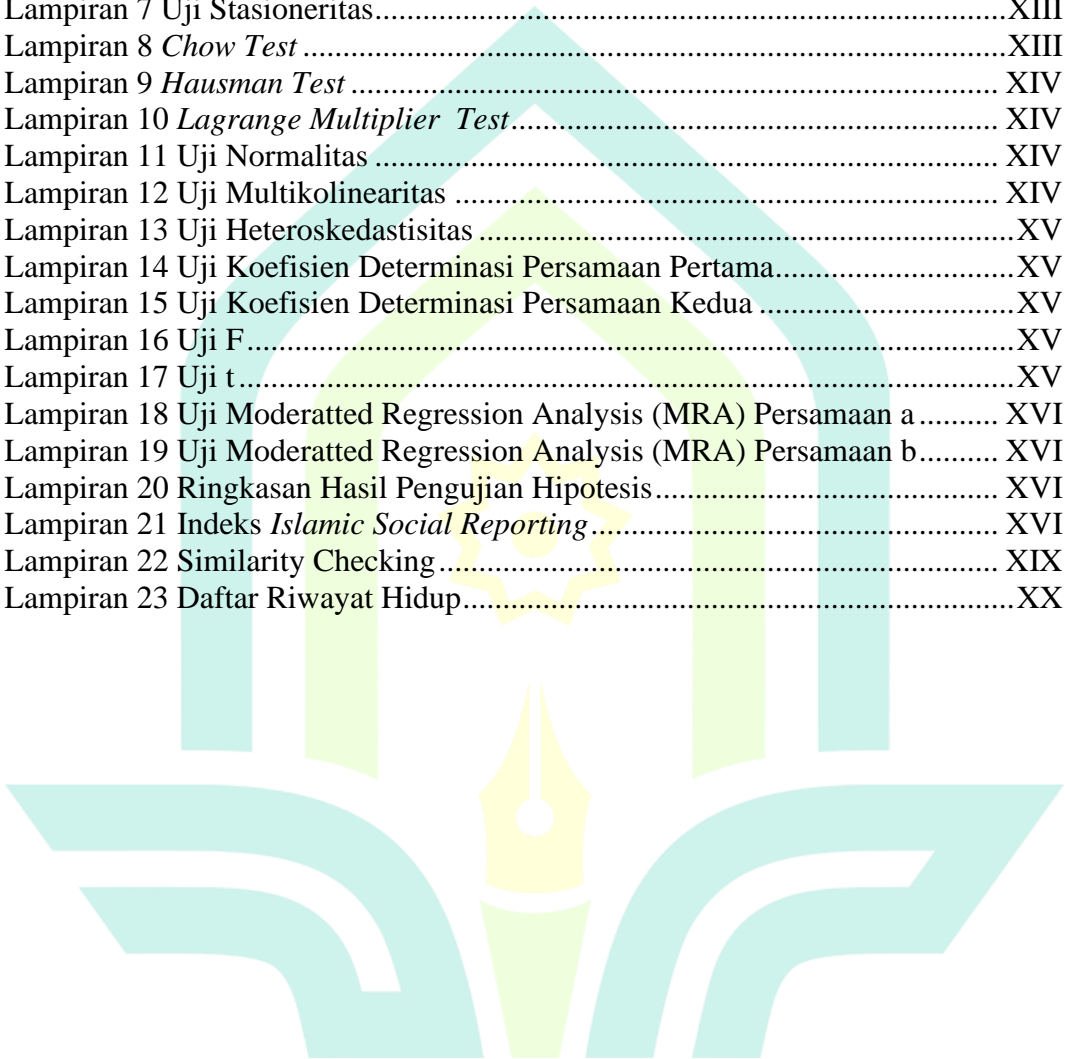 Lampiran 7 Uji Stasioneritas...............................................................................XIII
Lampiran 8 Chow Test ........................................................................................XIII
Lampiran 9 Hausman Test ................................................................................. XIV
Lampiran 10 Lagrange Multiplier Test............................................................. XIV
Lampiran 11 Uji Normalitas .............................................................................. XIV
Lampiran 12 Uji Multikolinearitas .................................................................... XIV
Lampiran 13 Uji Heteroskedastisitas ...................................................................XV
Lampiran 14 Uji Koefisien Determinasi Persamaan Pertama.............................XV
Lampiran 15 Uji Koefisien Determinasi Persamaan Kedua ...............................XV
Lampiran 16 Uji F................................................................................................XV
Lampiran 17 Uji t.................................................................................................XV
Lampiran 18 Uji Moderatted Regression Analysis (MRA) Persamaan a .......... XVI
Lampiran 19 Uji Moderatted Regression Analysis (MRA) Persamaan b.......... XVI
Lampiran 20 Ringkasan Hasil Pengujian Hipotesis........................................... XVI
Lampiran 21 Indeks Islamic Social Reporting................................................... XVI
Lampiran 22 Similarity Checking...................................................................... XIX
Lampiran 23 Daftar Riwayat Hidup.....................................................................XX